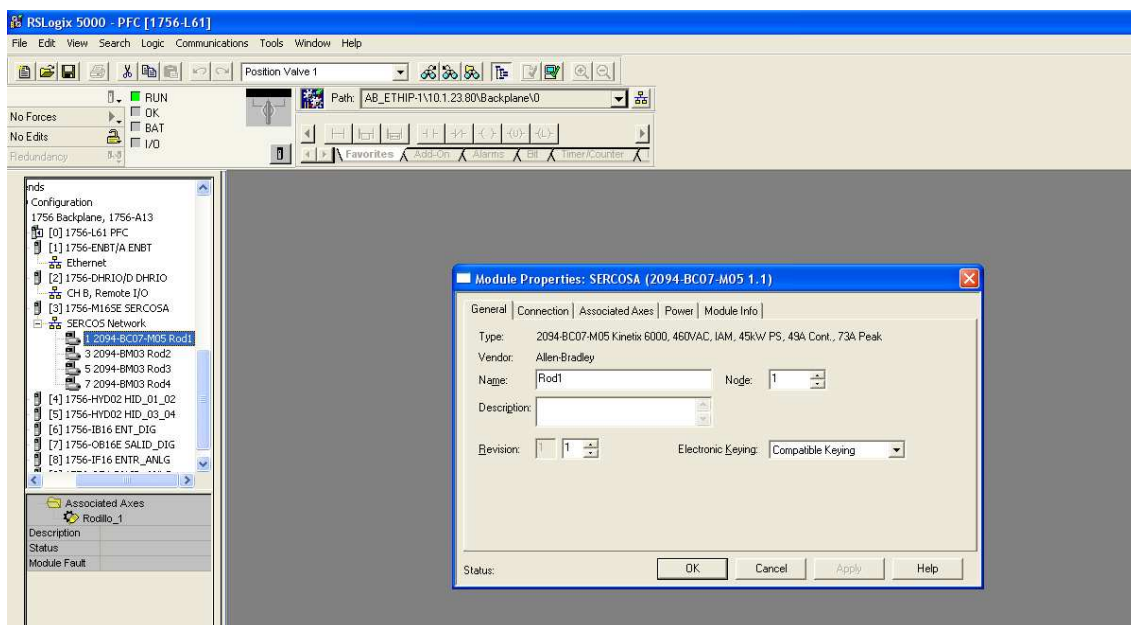 RSLogix 5000 - PFC [1756-L61]
File Edit View Search Logic Communications Tools Window Help
Position Valve 1
RUN
OK
BAT
I/O
No Forces
No Edits
Redundancy
Path: AB_ETHIP-1\10.1.23.80\Backplane\0
Favorites Add-On Alarms Bit Timer/Counter
nds
Configuration
1756 Backplane, 1756-A13
[0] 1756-L61 PFC
[1] 1756-ENBT/A ENBT
Ethernet
[2] 1756-DHRIO/D DHRIO
CH B, Remote I/O
[3] 1756-M16SE SERCOSA
SERCOS Network
1 2094-BC07-M05 Rod1
3 2094-BM03 Rod2
5 2094-BM03 Rod3
7 2094-BM03 Rod4
[4] 1756-HYD02 HID_01_02
[5] 1756-HYD02 HID_03_04
[6] 1756-IB16 ENT_DIG
[7] 1756-OB16E SALID_DIG
[8] 1756-IF16 ENTR_ANLG
Associated Axes
Rodillo_1
Description
Status
Module Fault
Module Properties: SERCOSA (2094-BC07-M05 1.1)
General Connection Associated Axes Power Module Info
Type: 2094-BC07-M05 Kinetix 6000, 460VAC, IAM, 45kW PS, 49A Cont., 73A Peak
Vendor: Allen-Bradley
Name: Rod1 Node: 1
Description:
Revision: 1 1 Electronic Keying: Compatible Keying
Status: OK Cancel Apply Help